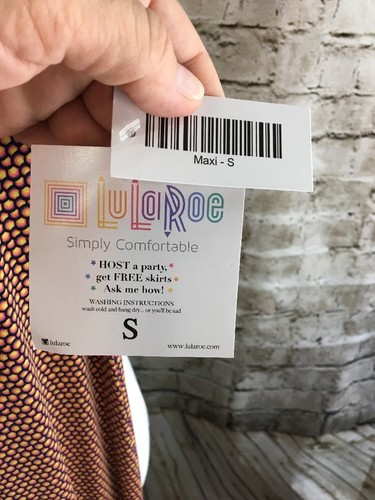 Maxi - S
LuLaRoe
Simply Comfortable
* HOST a party, *
* get FREE skirts *
* Ask me how! *
WASHING INSTRUCTIONS
wash cold and hang dry... or you'll be sad
S
lularoe
www.lularoe.com